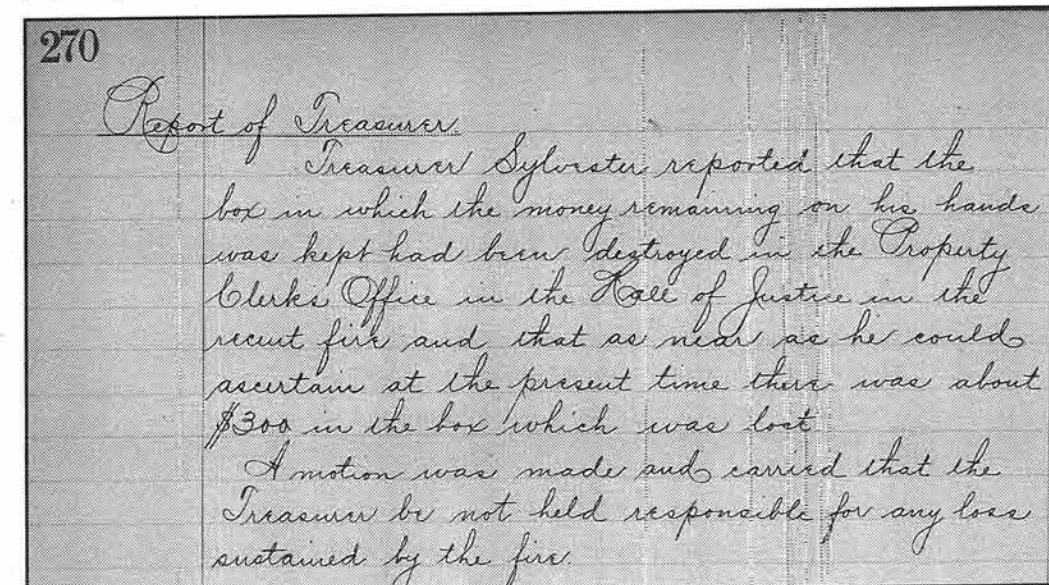 270
Report of Treasurer.
Treasurer Sylvester reported that the
box in which the money remaining on his hands
was kept had been deztroyed in the Property
Clerk's Office in the Hall of Justice in the
recent fire and that as near as he could
ascertain at the present time there was about
$300 in the box which was lost.
A motion was made and carried that the
Treasurer be not held responsible for any loss
sustained by the fire.